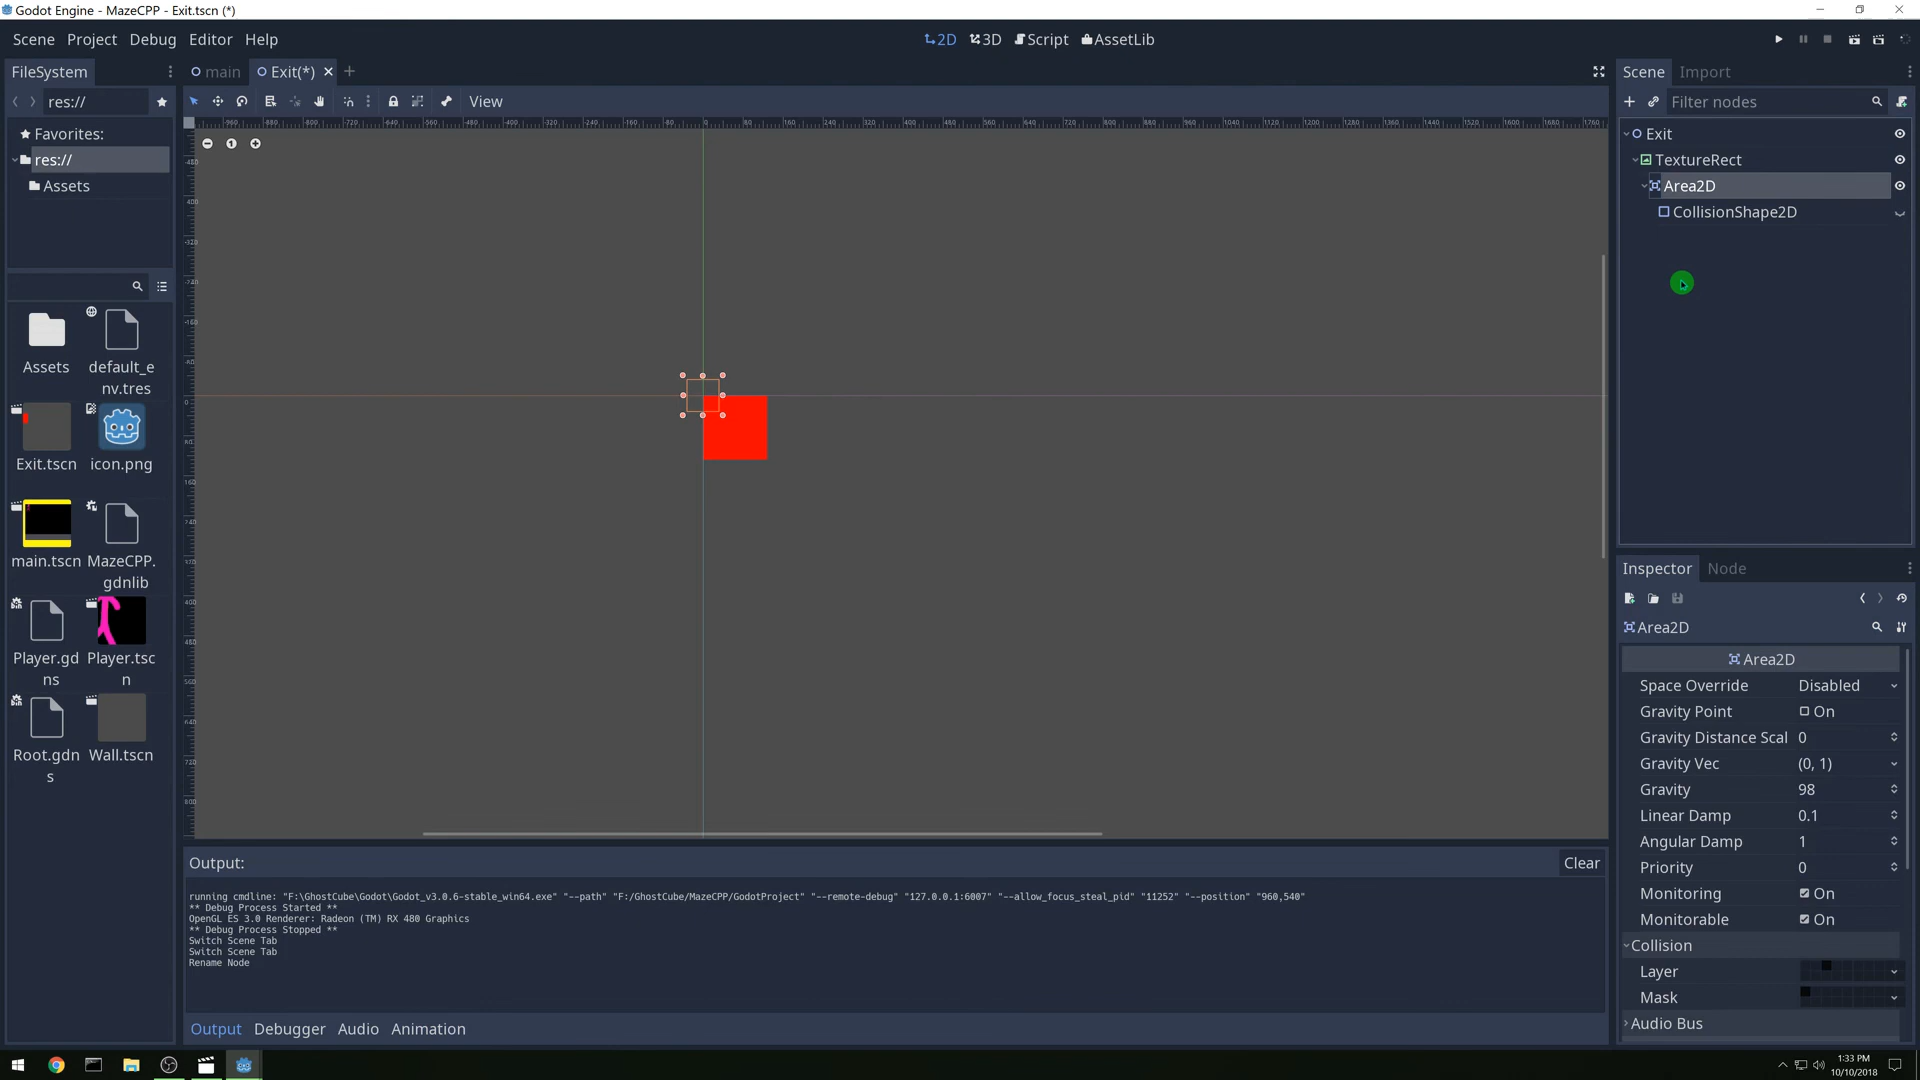 Godot Engine - MazeCPP - Exit.tscn (*)
Scene Project Debug Editor Help
2D 3D Script AssetLib
FileSystem
main Exit(*)
Scene Import
res://
View
Filter nodes
Favorites:
res://
Assets
Exit
TextureRect
Area2D
CollisionShape2D
Assets
default_e
nv.tres
Exit.tscn
icon.png
main.tscn
MazeCPP.
gdnlib
Player.gd
ns
Player.tsc
n
Root.gdn
s
Wall.tscn
Inspector Node
Area2D
Area2D
Space Override Disabled
Gravity Point On
Gravity Distance Scal 0
Gravity Vec (0, 1)
Gravity 98
Linear Damp 0.1
Angular Damp 1
Priority 0
Monitoring On
Monitorable On
Collision
Layer
Mask
Audio Bus
Output:
Clear
running cmdline: "F:\GhostCube\Godot\Godot_v3.0.6-stable_win64.exe" "--path" "F:/GhostCube/MazeCPP/GodotProject" "--remote-debug" "127.0.0.1:6007" "--allow_focus_steal_pid" "11252" "--position" "960,540"
** Debug Process Started **
OpenGL ES 3.0 Renderer: Radeon (TM) RX 480 Graphics
** Debug Process Stopped **
Switch Scene Tab
Switch Scene Tab
Rename Node
Output Debugger Audio Animation
1:33 PM
10/10/2018